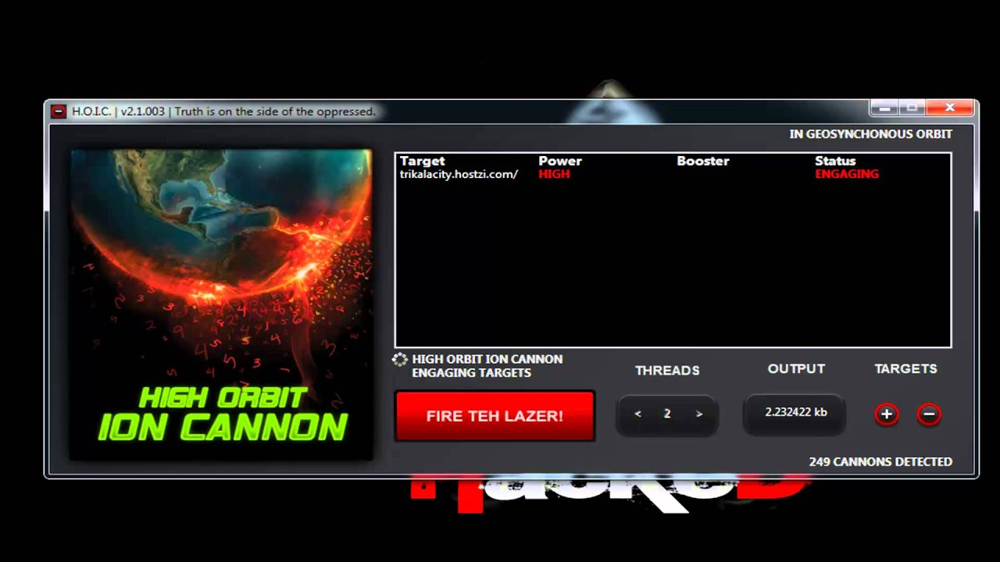 H.O.I.C. | v2.1.003 | Truth is on the side of the oppressed.
IN GEOSYNCHONOUS ORBIT
Target Power Booster Status
trikalacity.hostzi.com/ HIGH ENGAGING
HIGH ORBIT
ION CANNON
HIGH ORBIT ION CANNON
ENGAGING TARGETS
THREADS OUTPUT TARGETS
FIRE TEH LAZER! < 2 > 2.232422 kb + −
249 CANNONS DETECTED
HackeD